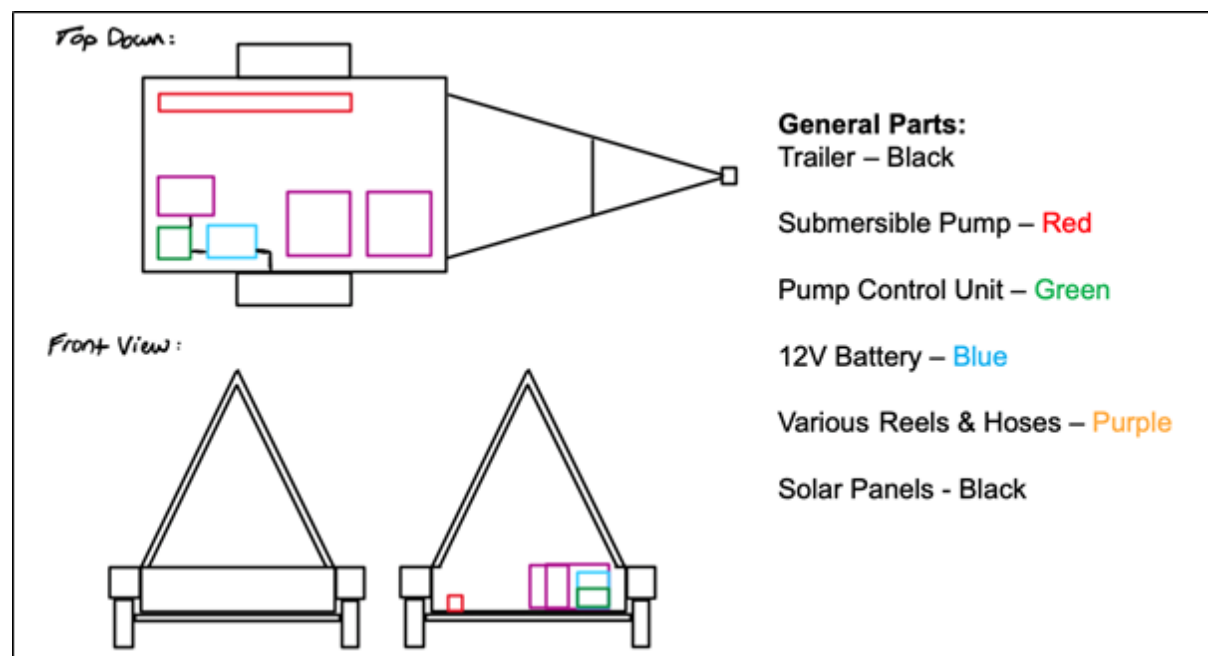 Top Down:
General Parts:
Trailer – Black
Submersible Pump – Red
Pump Control Unit – Green
Front View:
12V Battery – Blue
Various Reels & Hoses – Purple
Solar Panels - Black